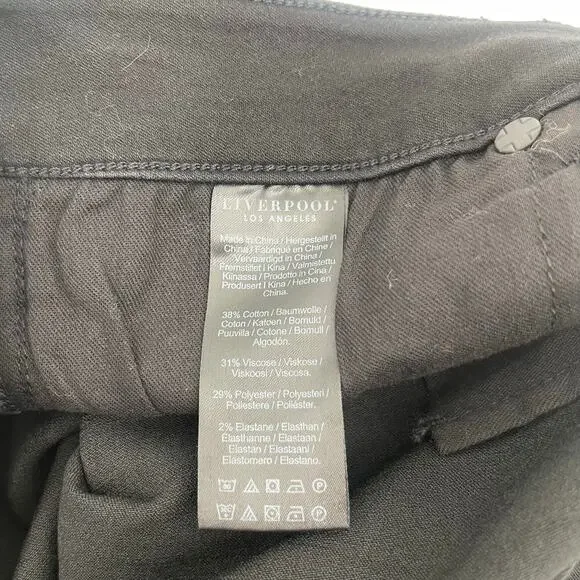 LIVERPOOL
LOS ANGELES
Made in China / Hergestellt in
China / Fabriqué en Chine /
Vervaardigd in China /
Fremstillet I Kina / Valmistettu
Kiinassa / Prodotto in Cina /
Produsert I Kina / Hecho en
China.
38% Cotton / Baumwolle /
Coton / Katoen / Bomuld /
Puuvilla / Cotone / Bomull /
Algodón.
31% Viscose / Viskose /
Viskoosi / Viscosa.
29% Polyester / Polyesteri /
Poliestere / Poliéster.
2% Elastane / Elasthan /
Élasthanne / Elastaan /
Elastan / Elastaani /
Elastomero / Elastano.